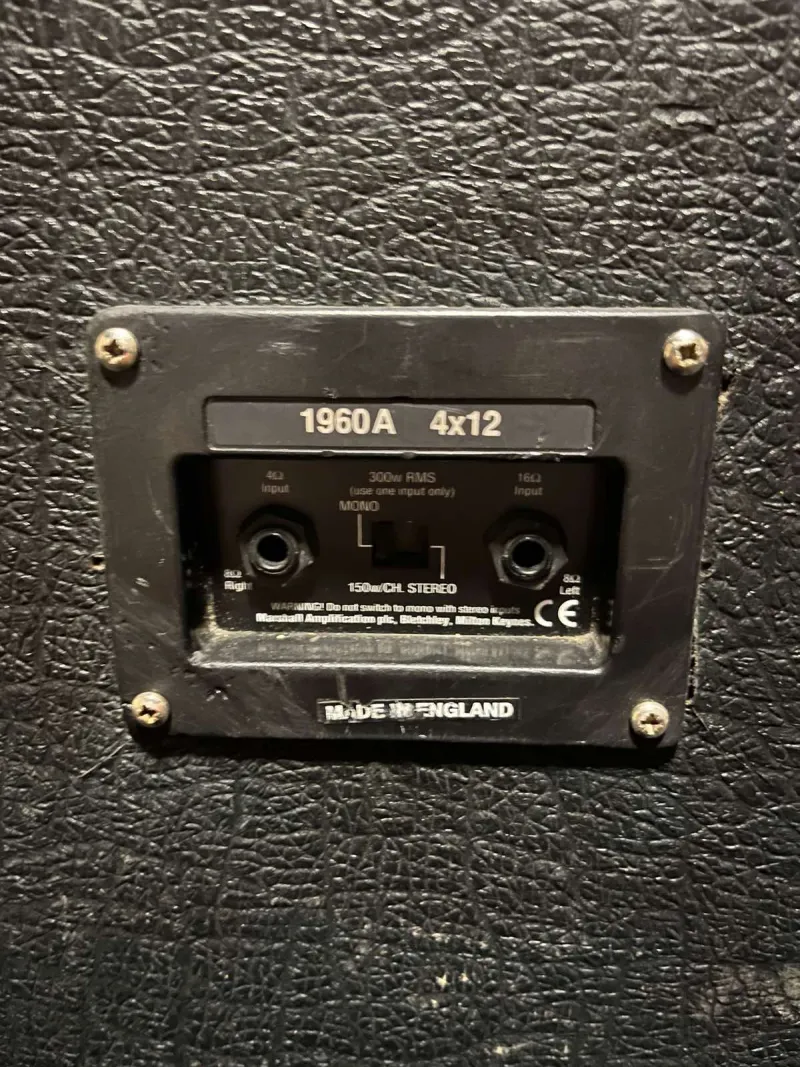 1960A 4x12
4Ω
Input
300w RMS
(use one input only)
16Ω
Input
MONO
8Ω
Right
8Ω
Left
150w/CH. STEREO
WARNING! Do not switch to mono with stereo inputs
Marshall Amplification plc, Bletchley, Milton Keynes.
CE
MADE IN ENGLAND